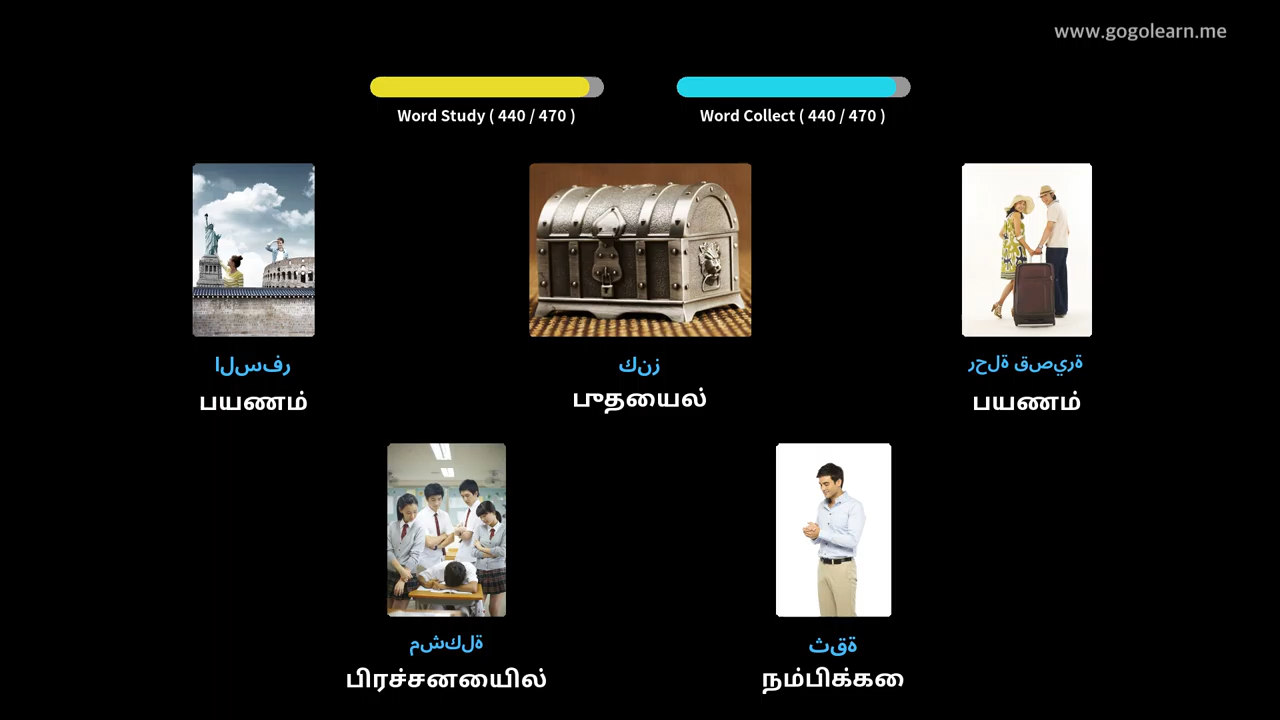 www.gogolearn.me
Word Study ( 440 / 470 )
Word Collect ( 440 / 470 )
السفر
பயணம்
كنز
புதையல்
رحلة قصيرة
பயணம்
مشكلة
பிரச்சனையில்
ثقة
நம்பிக்கை